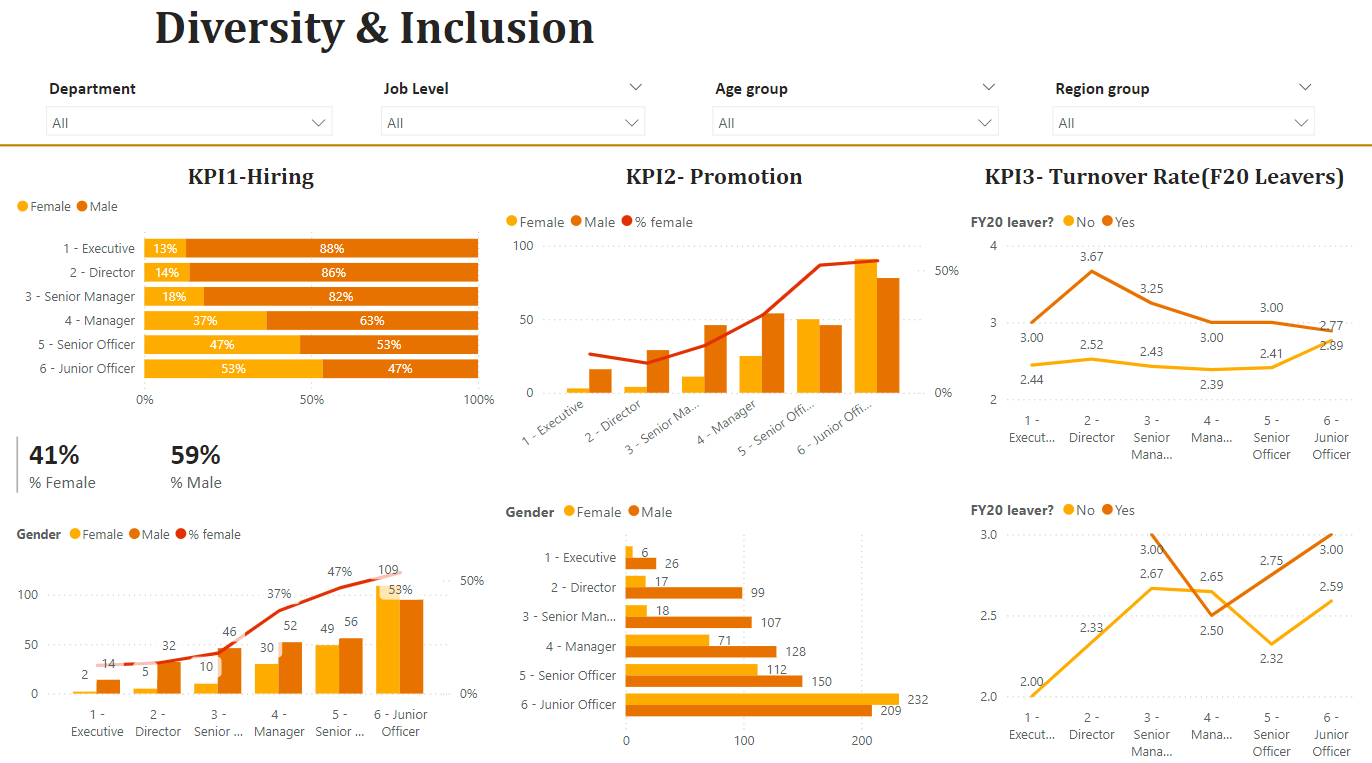 Diversity & Inclusion
Department
Job Level
Age group
Region group
All
All
All
All
KPI1-Hiring
Female Male
1 - Executive 13% 88%
2 - Director 14% 86%
3 - Senior Manager 18% 82%
4 - Manager 37% 63%
5 - Senior Officer 47% 53%
6 - Junior Officer 53% 47%
0% 50% 100%
41% 59%
% Female % Male
Gender Female Male % female
100
50
0
50%
0%
2 14 5 32 10 46 30 52 49 56 109
37% 47% 53%
1 -
Executive
2 -
Director
3 -
Senior ...
4 -
Manager
5 -
Senior ...
6 - Junior
Officer
KPI2- Promotion
Female Male % female
100
50
0
50%
0%
1 - Executive
2 - Director
3 - Senior Ma...
4 - Manager
5 - Senior Offi...
6 - Junior Offi...
Gender Female Male
1 - Executive 6 26
2 - Director 17 99
3 - Senior Man... 18 107
4 - Manager 71 128
5 - Senior Officer 112 150
6 - Junior Officer 232 209
0 100 200
KPI3- Turnover Rate(F20 Leavers)
FY20 leaver? No Yes
4
3
2
3.00 3.67 3.25 3.00 3.00 2.77
2.44 2.52 2.43 2.39 2.41 2.89
1 -
Execut...
2 -
Director
3 -
Senior
Mana...
4 -
Mana...
5 -
Senior
Officer
6 -
Junior
Officer
FY20 leaver? No Yes
3.0
2.5
2.0
3.00 2.50 2.75 3.00
2.00 2.33 2.67 2.65 2.32 2.59
1 -
Execut...
2 -
Director
3 -
Senior
Mana...
4 -
Mana...
5 -
Senior
Officer
6 -
Junior
Officer